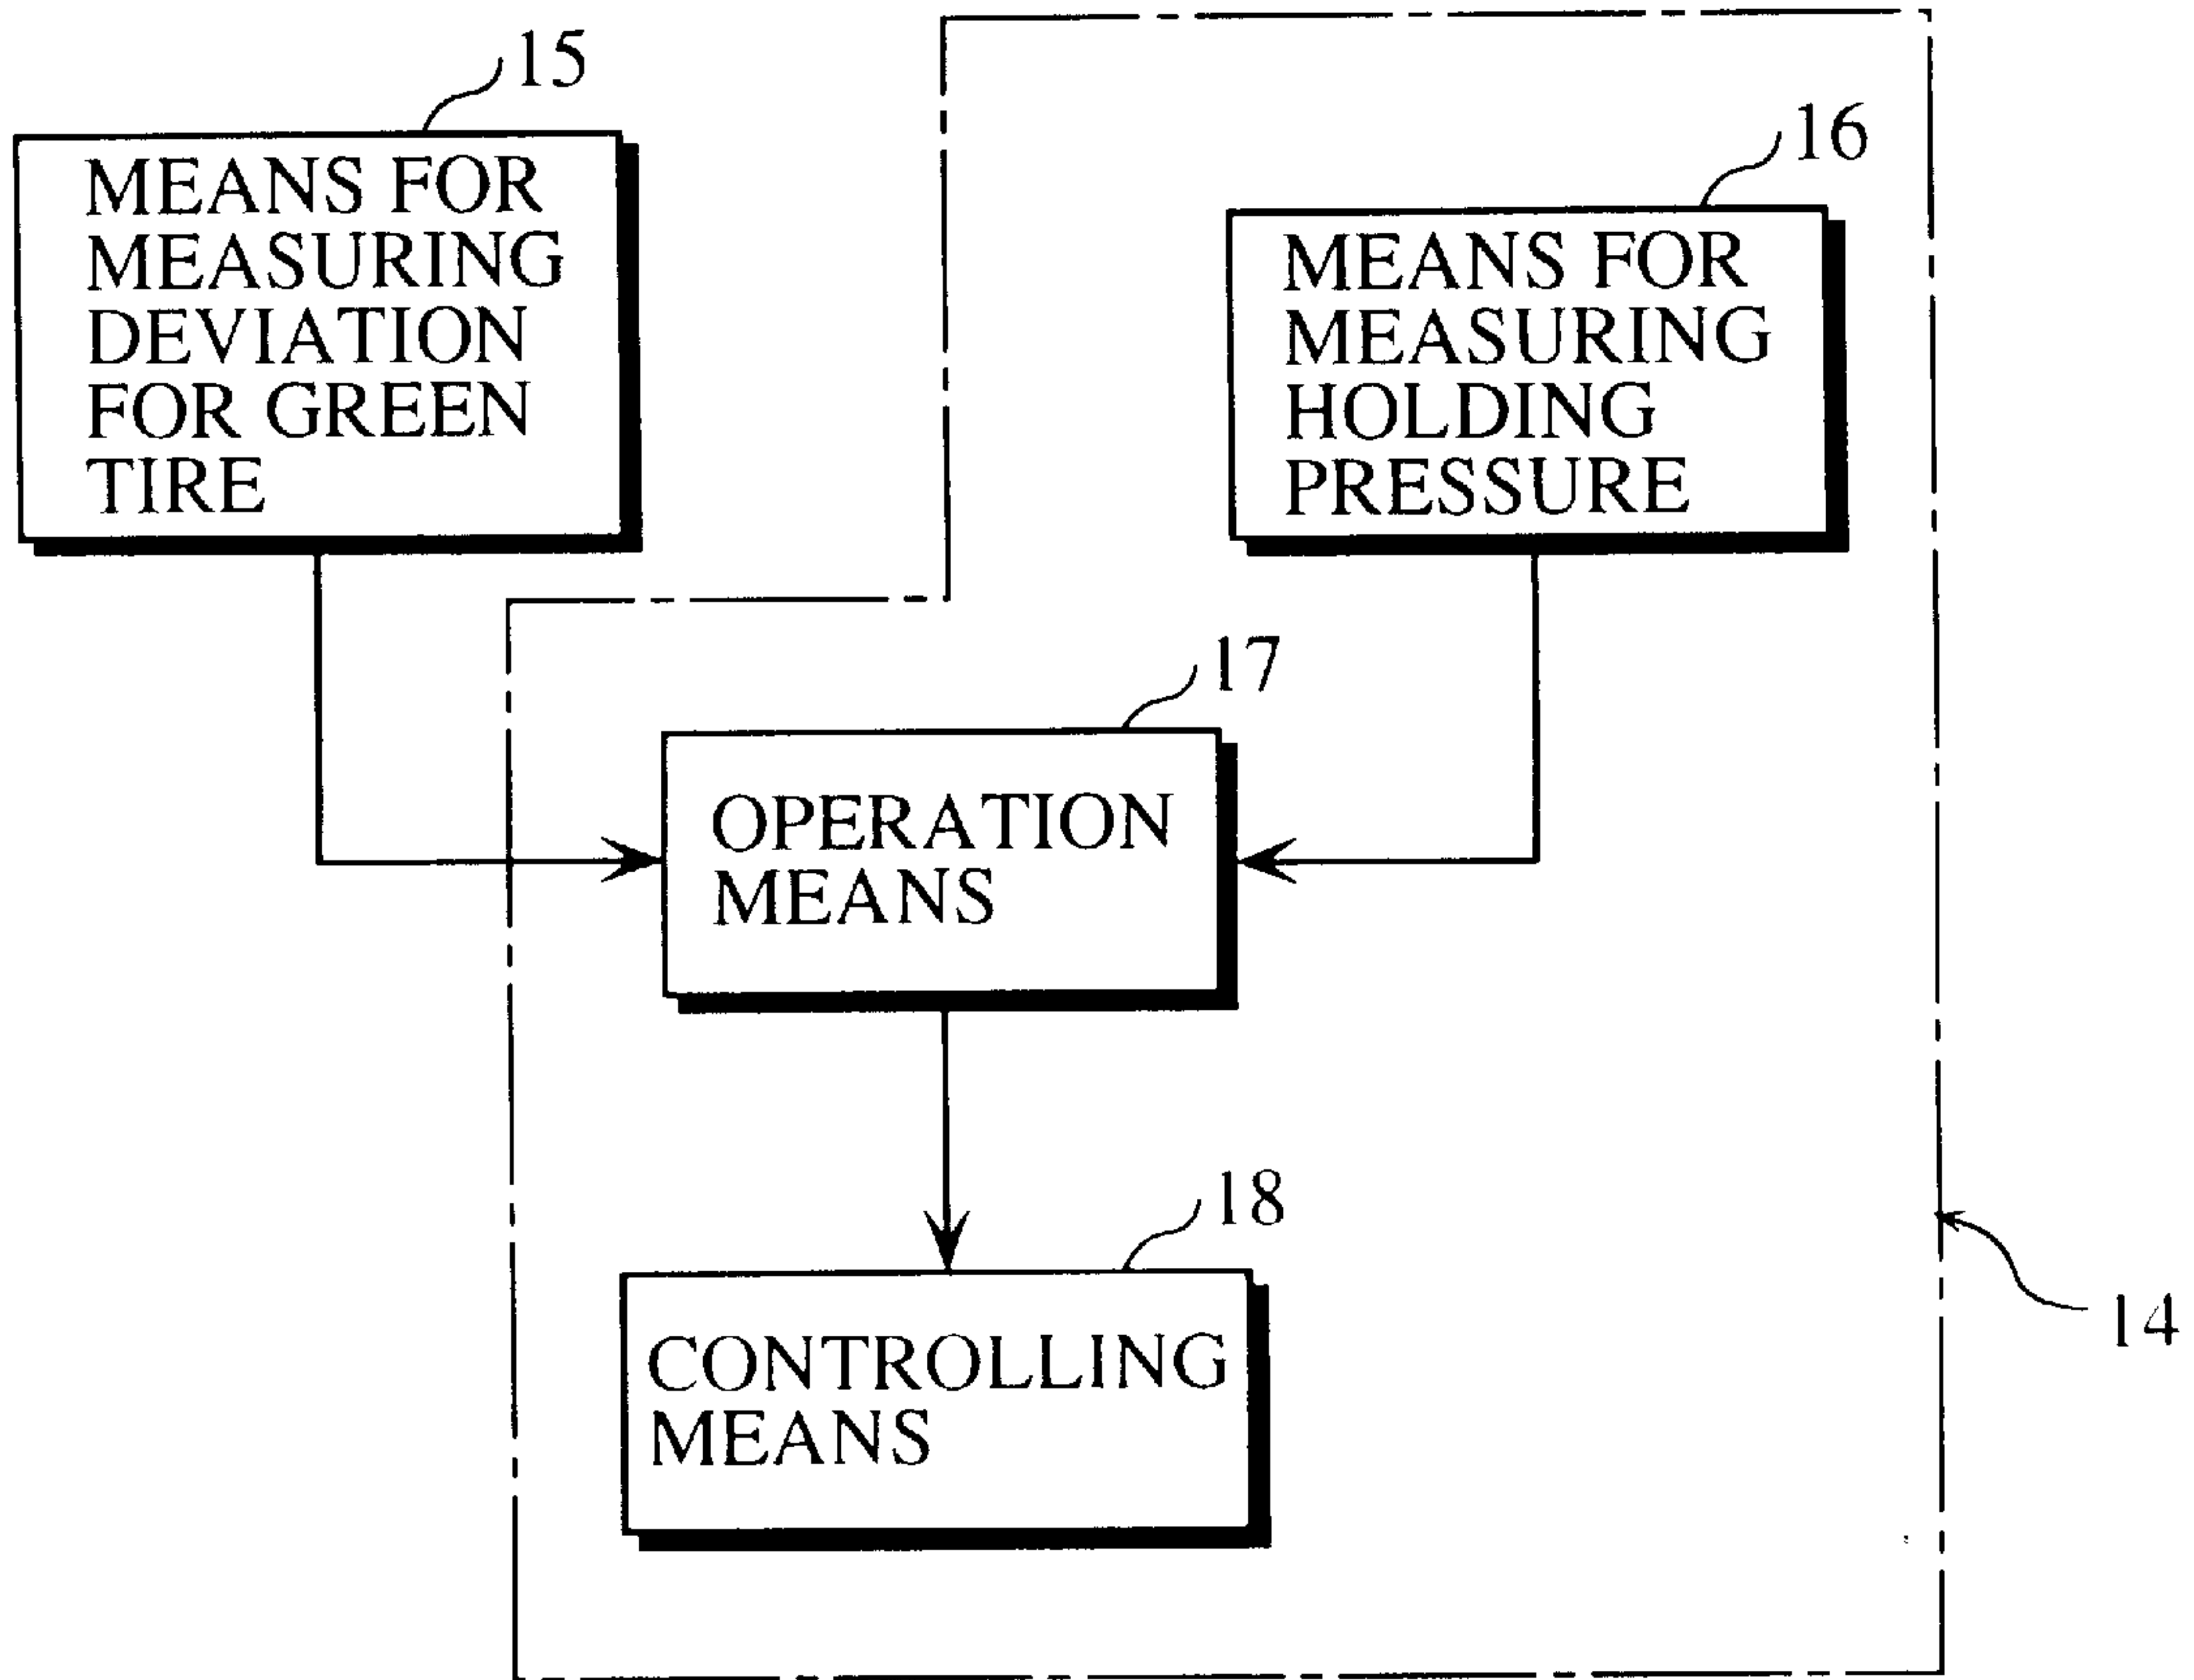 15
MEANS FOR
MEASURING
DEVIATION
FOR GREEN
TIRE
16
MEANS FOR
MEASURING
HOLDING
PRESSURE
17
OPERATION
MEANS
18
CONTROLLING
MEANS
14